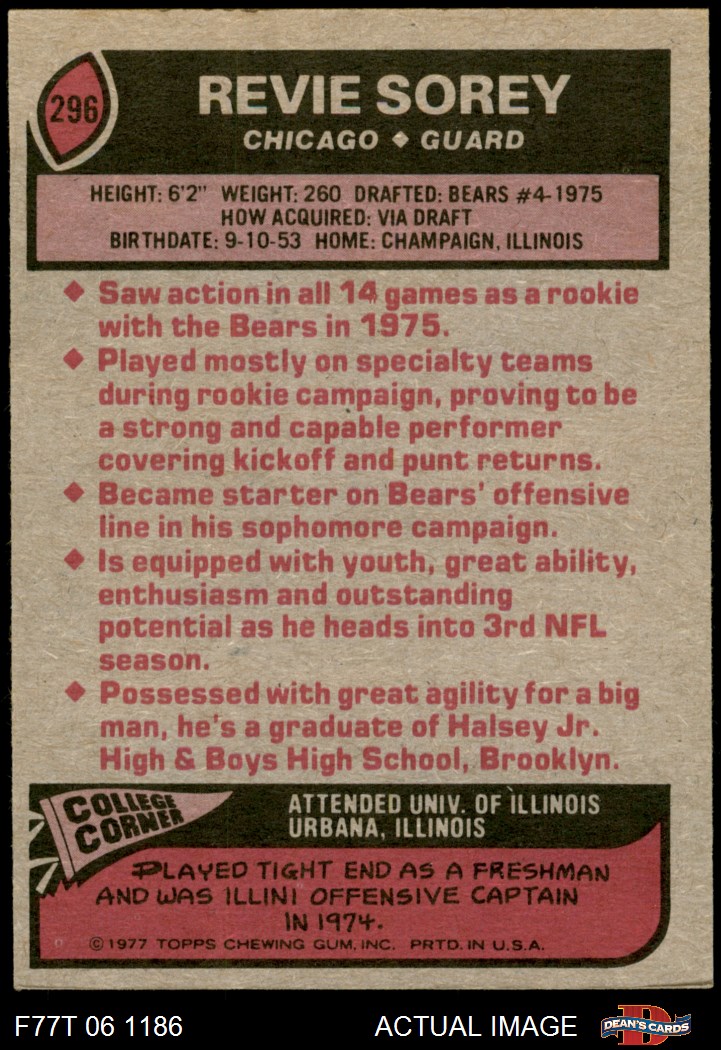 296
REVIE SOREY
CHICAGO ◆ GUARD
HEIGHT: 6'2" WEIGHT: 260 DRAFTED: BEARS #4-1975
HOW ACQUIRED: VIA DRAFT
BIRTHDATE: 9-10-53 HOME: CHAMPAIGN, ILLINOIS
◆ Saw action in all 14 games as a rookie
with the Bears in 1975.
◆ Played mostly on specialty teams
during rookie campaign, proving to be
a strong and capable performer
covering kickoff and punt returns.
◆ Became starter on Bears' offensive
line in his sophomore campaign.
◆ Is equipped with youth, great ability,
enthusiasm and outstanding
potential as he heads into 3rd NFL
season.
◆ Possessed with great agility for a big
man, he's a graduate of Halsey Jr.
High & Boys High School, Brooklyn.
COLLEGE
CORNER
ATTENDED UNIV. OF ILLINOIS
URBANA, ILLINOIS
PLAYED TIGHT END AS A FRESHMAN
AND WAS ILLINI OFFENSIVE CAPTAIN
IN 1974.
© 1977 TOPPS CHEWING GUM, INC. PRTD. IN U.S.A.
F77T 06 1186
ACTUAL IMAGE
D
DEAN'S CARDS